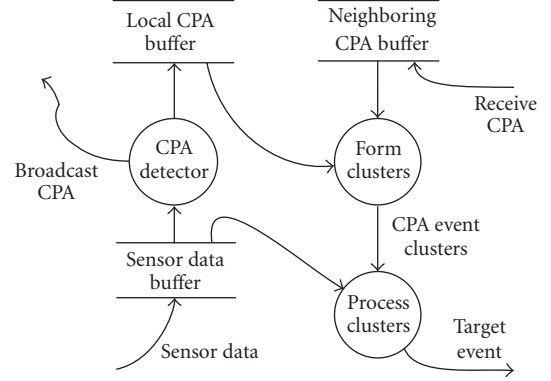 Local CPA
buffer
Neighboring
CPA buffer
Receive
CPA
CPA
detector
Form
clusters
Broadcast
CPA
CPA event
clusters
Sensor data
buffer
Process
clusters
Sensor data
Target
event